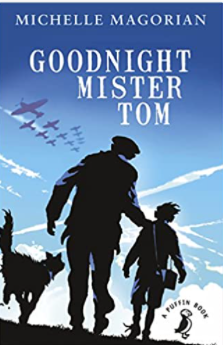 MICHELLE MAGORIAN
GOODNIGHT
MISTER
TOM
A PUFFIN BOOK